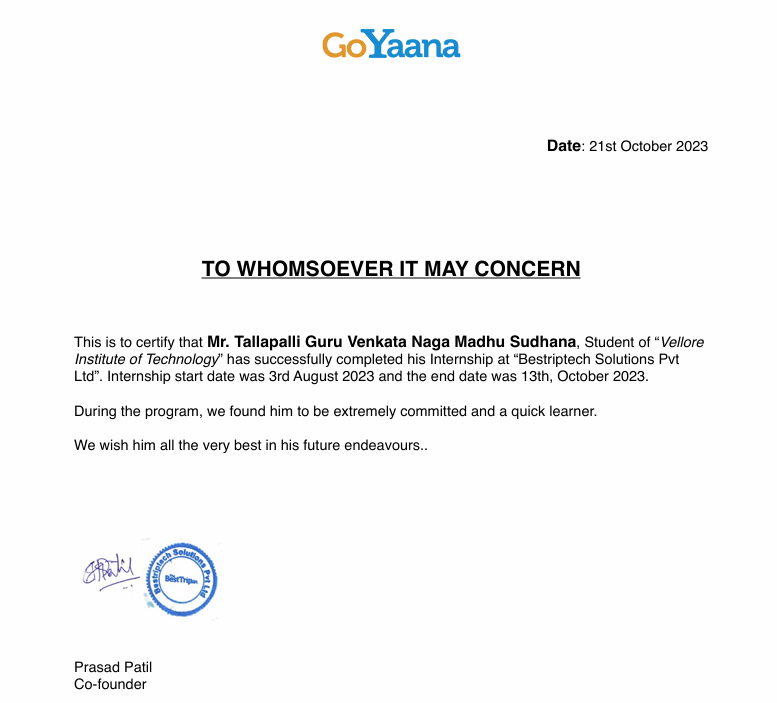 GoYaana
Date: 21st October 2023
TO WHOMSOEVER IT MAY CONCERN
This is to certify that Mr. Tallapalli Guru Venkata Naga Madhu Sudhana, Student of “Vellore
Institute of Technology” has successfully completed his Internship at “Bestriptech Solutions Pvt
Ltd”. Internship start date was 3rd August 2023 and the end date was 13th, October 2023.
During the program, we found him to be extremely committed and a quick learner.
We wish him all the very best in his future endeavours..
Bestriptech Solutions Pvt Ltd
Prasad Patil
Co-founder